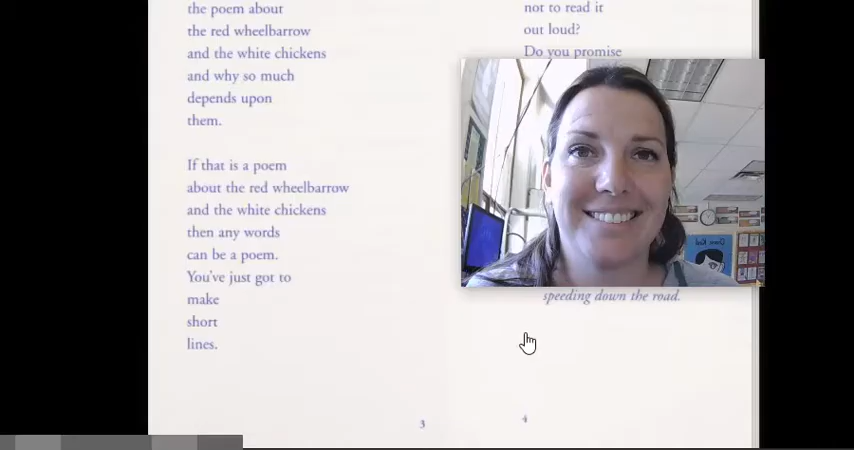 the poem about
the red wheelbarrow
and the white chickens
and why so much
depends upon
them.
If that is a poem
about the red wheelbarrow
and the white chickens
then any words
can be a poem.
You've just got to
make
short
lines.
3
not to read it
out loud?
Do you promise
speeding down the road.
4